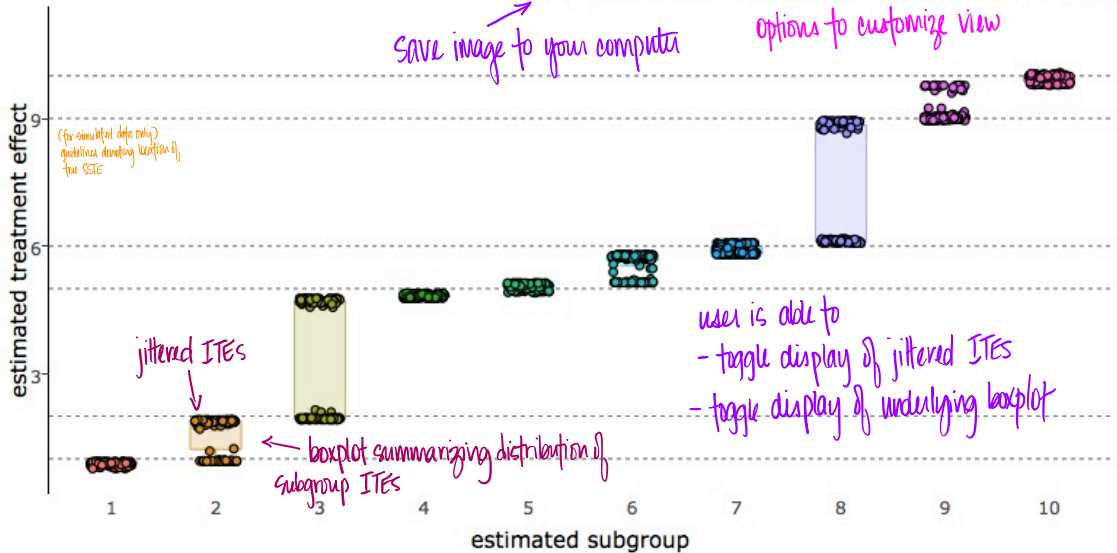 save image to your computer
options to customize view
estimated treatment effect
9
6
3
(for simulated data only)
guidelines denoting location of
true SSTE
user is able to
- toggle display of jittered ITEs
- toggle display of underlying boxplot
jittered ITEs
boxplot summarizing distribution of
subgroup ITEs
1 2 3 4 5 6 7 8 9 10
estimated subgroup